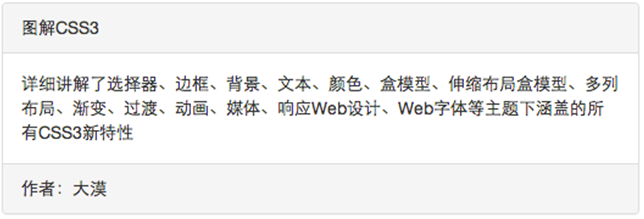 图解CSS3
详细讲解了选择器、边框、背景、文本、颜色、盒模型、伸缩布局盒模型、多列
布局、渐变、过渡、动画、媒体、响应Web设计、Web字体等主题下涵盖的所
有CSS3新特性
作者：大漠